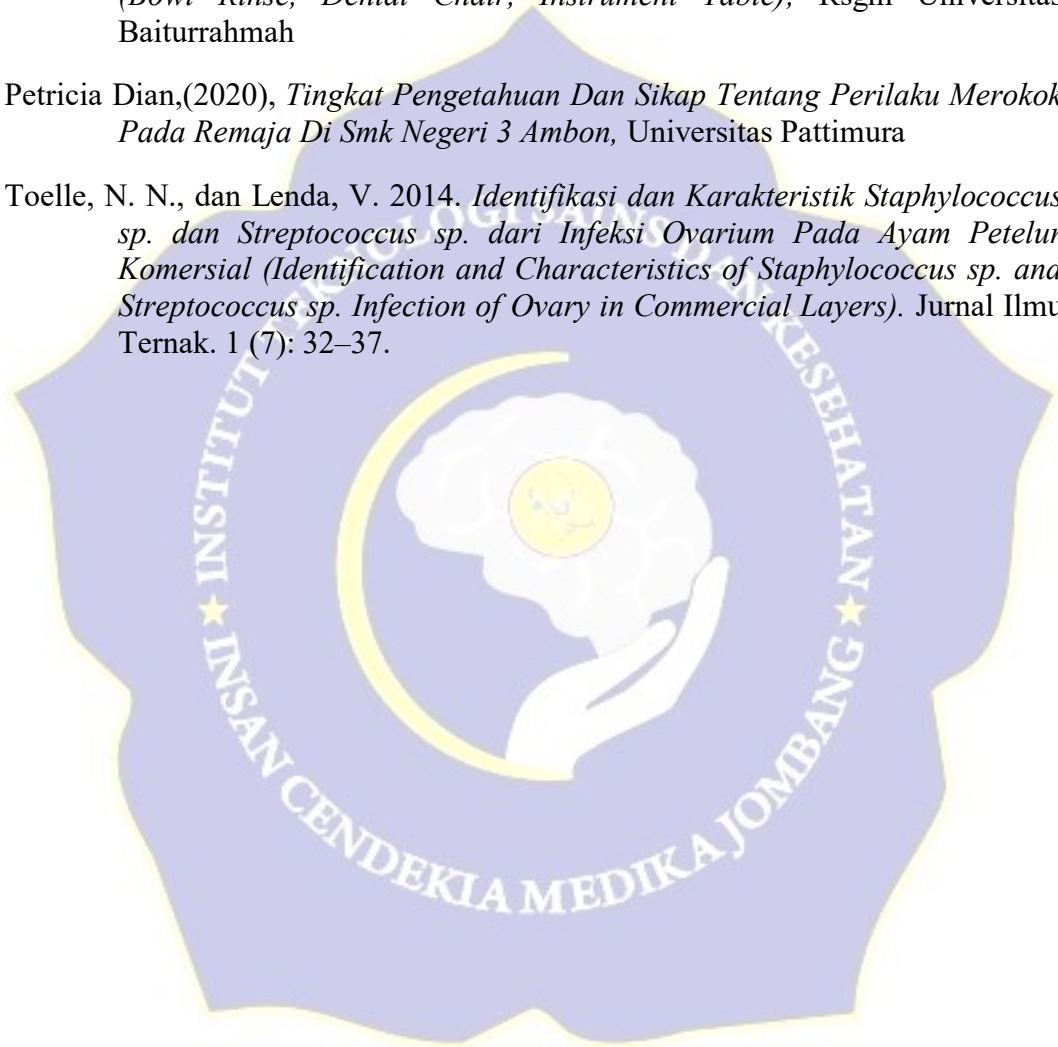 (Bowl Rinse, Dental Chair, Instrument Table), Rsgm Universitas
Baiturrahmah
Petricia Dian,(2020), Tingkat Pengetahuan Dan Sikap Tentang Perilaku Merokok
Pada Remaja Di Smk Negeri 3 Ambon, Universitas Pattimura
Toelle, N. N., dan Lenda, V. 2014. Identifikasi dan Karakteristik Staphylococcus
sp. dan Streptococcus sp. dari Infeksi Ovarium Pada Ayam Petelur
Komersial (Identification and Characteristics of Staphylococcus sp. and
Streptococcus sp. Infection of Ovary in Commercial Layers). Jurnal Ilmu
Ternak. 1 (7): 32–37.
INSTITUT TEKNOLOGI SAINS DAN KESEHATAN
INSAN CENDEKIA MEDIKA JOMBANG